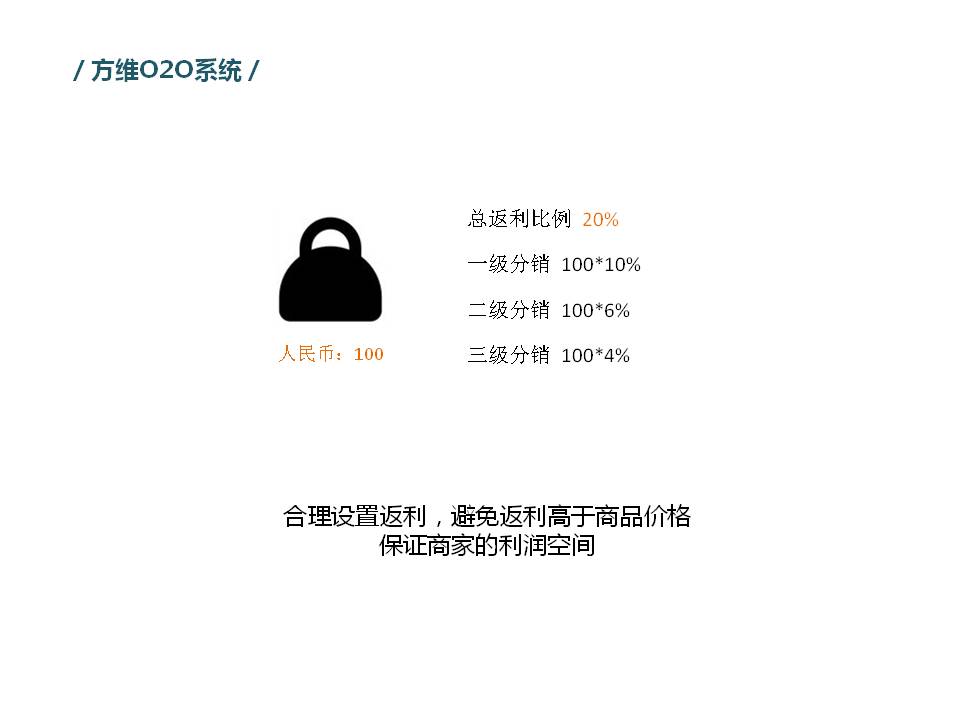 / 方维O2O系统 /
总返利比例 20%
一级分销 100*10%
二级分销 100*6%
三级分销 100*4%
人民币：100
合理设置返利，避免返利高于商品价格
保证商家的利润空间